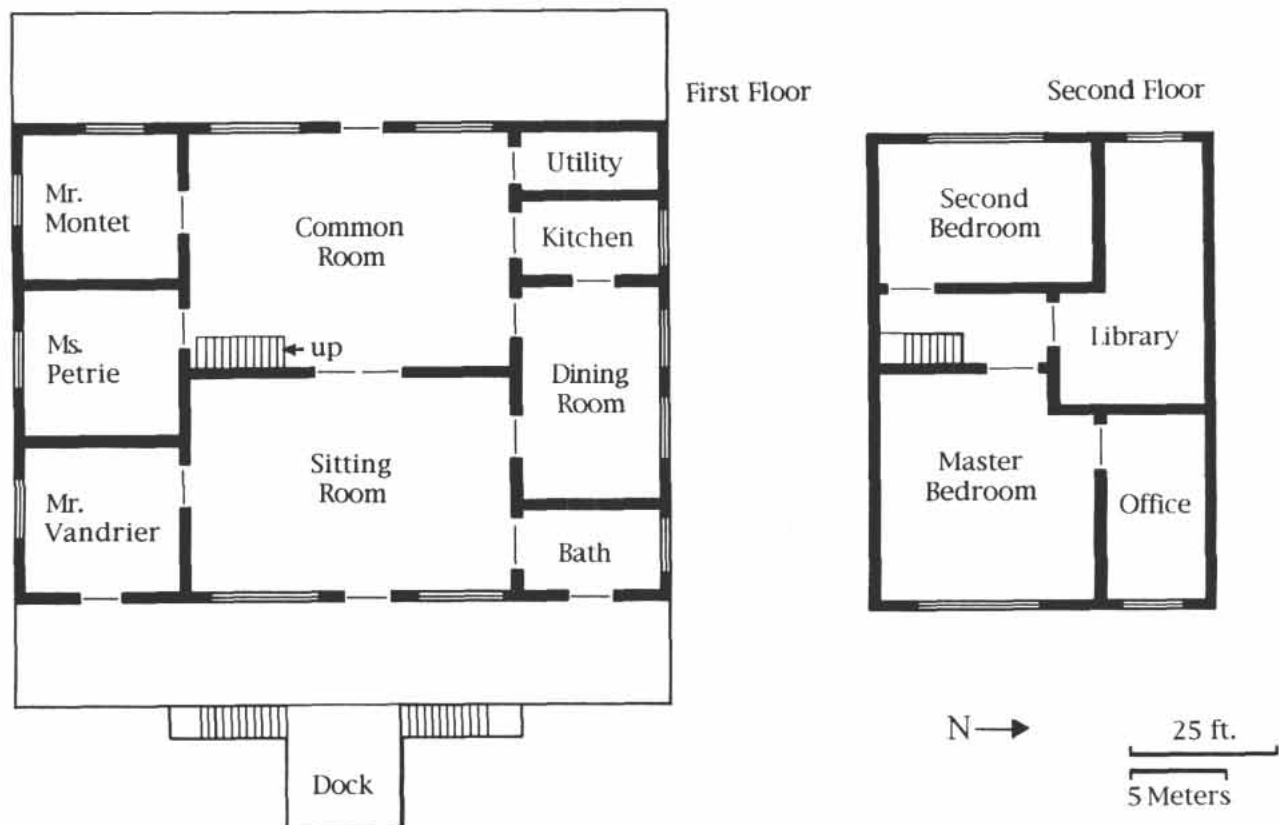 First Floor
Second Floor
Mr.
Montet
Common
Room
Utility
Kitchen
Ms.
Petrie
up
Dining
Room
Mr.
Vandrier
Sitting
Room
Bath
Dock
Second
Bedroom
Library
Master
Bedroom
Office
N
25 ft.
5 Meters